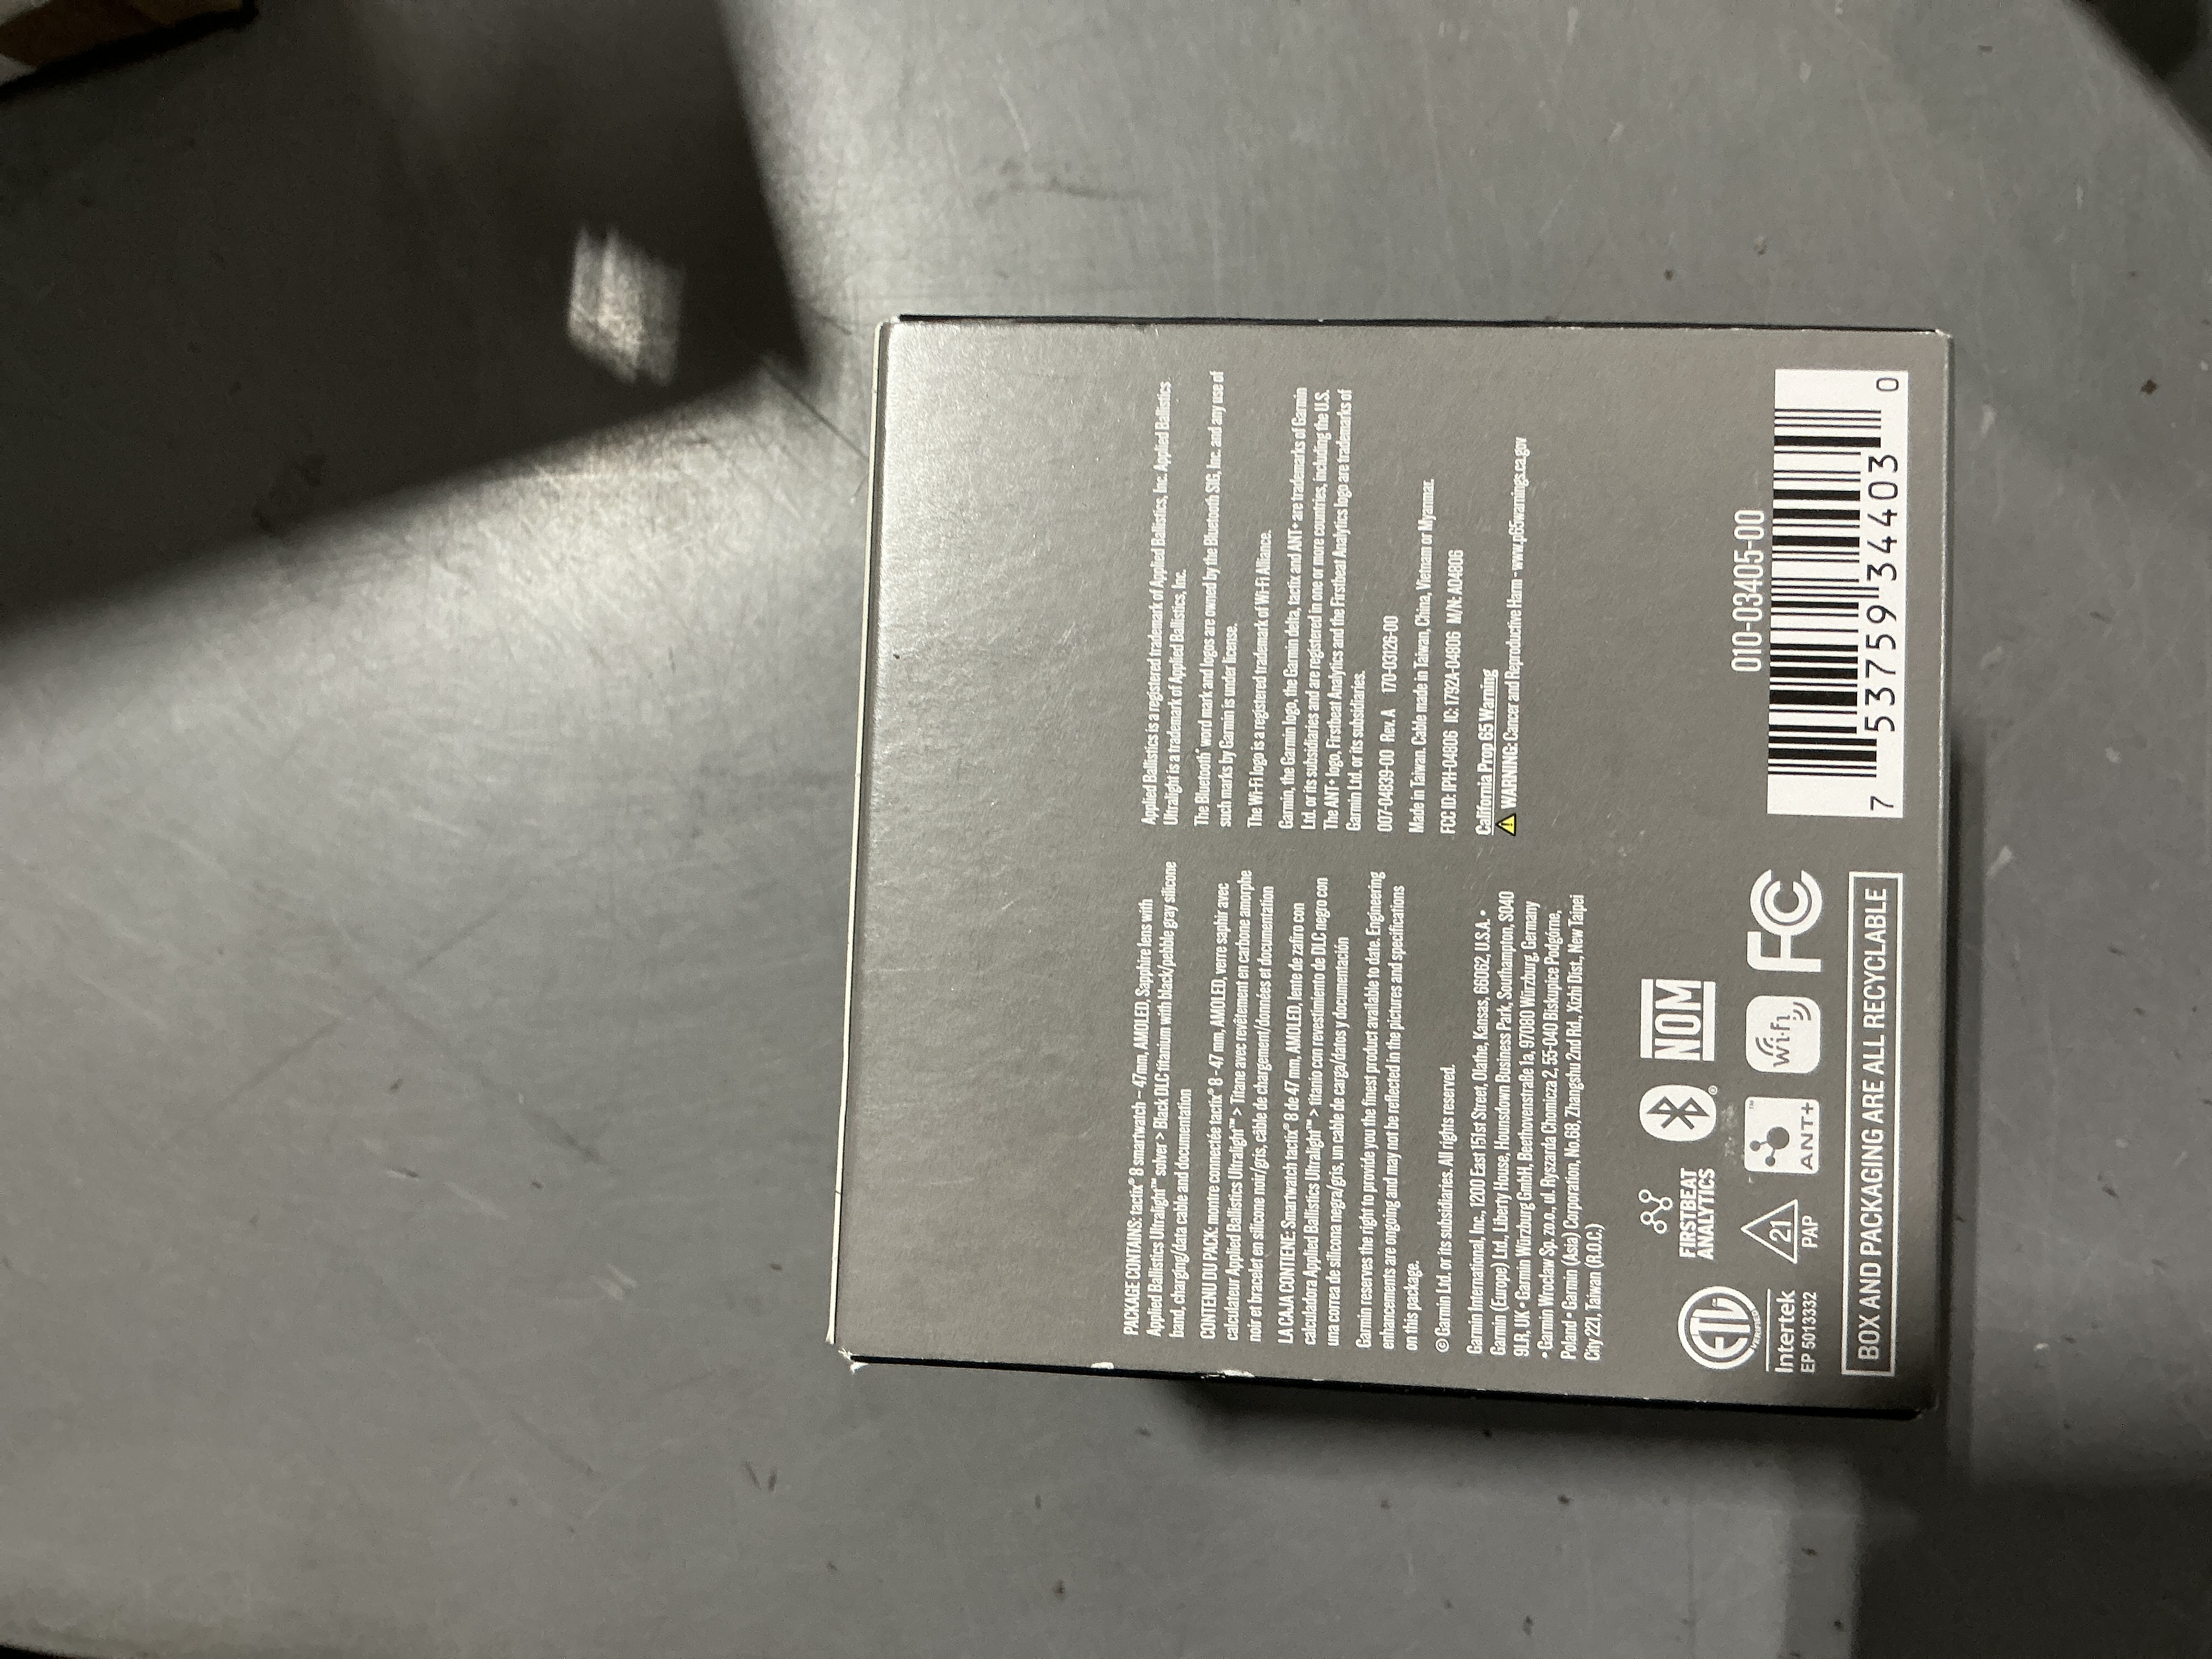 PACKAGE CONTAINS: tactix® 8 smartwatch – 47mm, AMOLED, Sapphire lens with
Applied Ballistics Ultralight™ solver > Black DLC titanium with black/pebble gray silicone
band, charging/data cable and documentation
CONTENU DU PACK: montre connectée tactix® 8 - 47 mm, AMOLED, verre saphir avec
calculateur Applied Ballistics Ultralight™ > Titane avec revêtement en carbone amorphe
noir et bracelet en silicone noir/gris, câble de chargement/données et documentation
LA CAJA CONTIENE: Smartwatch tactix® 8 de 47 mm, AMOLED, lente de zafiro con
calculadora Applied Ballistics Ultralight™ > titanio con revestimiento de DLC negro con
una correa de silicona negra/gris, un cable de carga/datos y documentación
Garmin reserves the right to provide you the finest product available to date. Engineering
enhancements are ongoing and may not be reflected in the pictures and specifications
on this package.
© Garmin Ltd. or its subsidiaries. All rights reserved.
Garmin International, Inc., 1200 East 151st Street, Olathe, Kansas, 66062, U.S.A. •
Garmin (Europe) Ltd., Liberty House, Hounsdown Business Park, Southampton, SO40
9LR, UK • Garmin Würzburg GmbH, Beethovenstraße 1a, 97080 Würzburg, Germany
• Garmin Wroclaw Sp. zo.o., ul. Ryszarda Chomicza 2, 55-040 Biskupice Podgórne,
Poland • Garmin (Asia) Corporation, No.68, Zhangshu 2nd Rd., Xizhi Dist., New Taipei
City 221, Taiwan (R.O.C.)
Applied Ballistics is a registered trademark of Applied Ballistics, Inc. Applied Ballistics
Ultralight is a trademark of Applied Ballistics, Inc.
The Bluetooth® word mark and logos are owned by the Bluetooth SIG, Inc. and any use of
such marks by Garmin is under license.
The Wi-Fi logo is a registered trademark of Wi-Fi Alliance.
Garmin, the Garmin logo, the Garmin delta, tactix and ANT+ are trademarks of Garmin
Ltd. or its subsidiaries and are registered in one or more countries, including the U.S.
The ANT+ logo, Firstbeat Analytics and the Firstbeat Analytics logo are trademarks of
Garmin Ltd. or its subsidiaries.
007-04839-00 Rev. A 170-03126-00
Made in Taiwan. Cable made in Taiwan, China, Vietnam or Myanmar.
FCC ID: IPH-04806 IC: 1792A-04806 M/N: A04806
California Prop 65 Warning
WARNING: Cancer and Reproductive Harm - www.p65warnings.ca.gov
ETL
VERIFIED
Intertek
EP 5013332
FIRSTBEAT
ANALYTICS
®
NOM
21
PAP
ANT+™
Wi-Fi
FC
BOX AND PACKAGING ARE ALL RECYCLABLE
010-03405-00
7 53759 34403 0